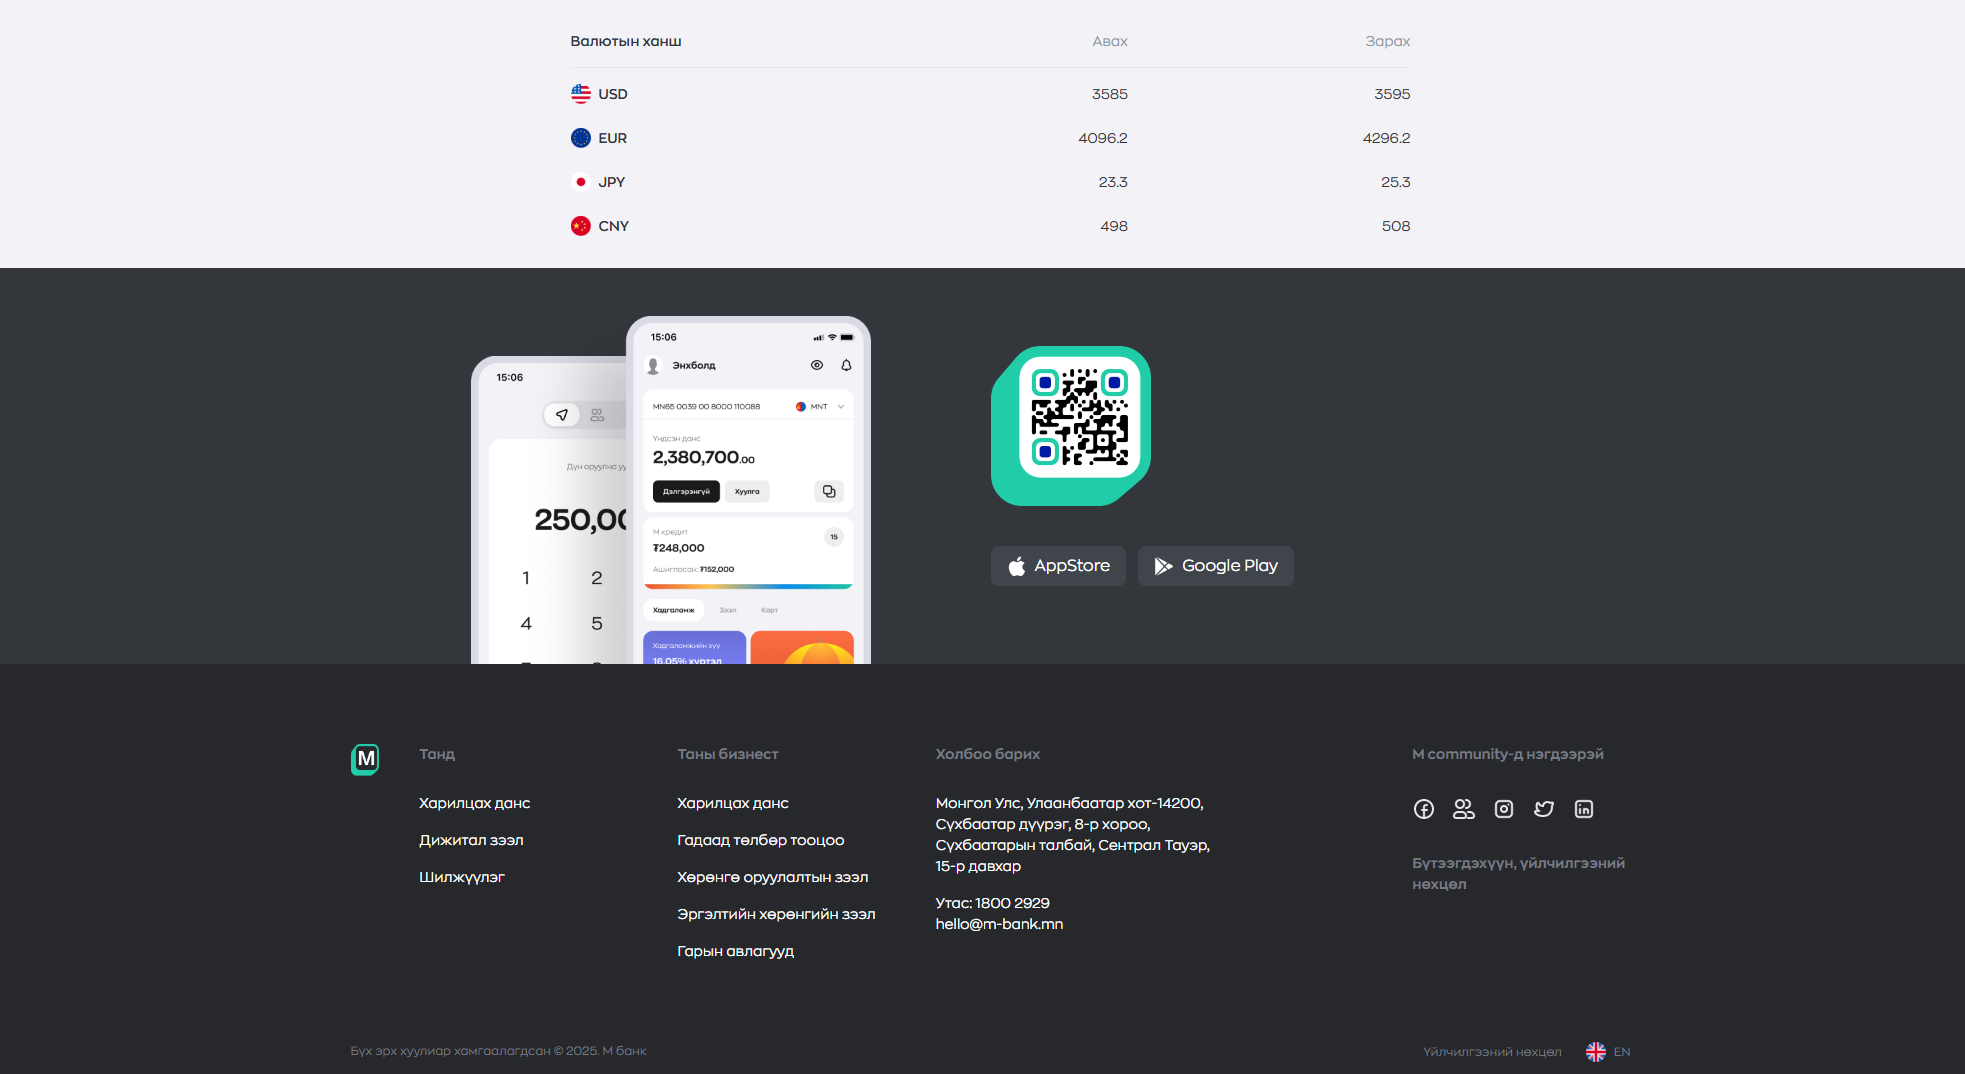 Валютын ханш Авах Зарах
USD 3585 3595
EUR 4096.2 4296.2
JPY 23.3 25.3
CNY 498 508
15:06
Дүн оруулна
250,00
1 2
4 5
15:06
Энхболд
MN65 0039 00 8000 110088 MNT
Үндсэн данс
2,380,700.00
Дэлгэрэнгүй Хуулга
М кредит
15
₮248,000
Ашигласан: ₮152,000
Хадгаламж Зээл Карт
Хадгаламжийн хүү
16.05% хүртэл
AppStore Google Play
M
Танд
Харилцах данс
Дижитал зээл
Шилжүүлэг
Таны бизнест
Харилцах данс
Гадаад төлбөр тооцоо
Хөрөнгө оруулалтын зээл
Эргэлтийн хөрөнгийн зээл
Гарын авлагууд
Холбоо барих
Монгол Улс, Улаанбаатар хот-14200,
Сүхбаатар дүүрэг, 8-р хороо,
Сүхбаатарын талбай, Сентрал Тауэр,
15-р давхар
Утас: 1800 2929
hello@m-bank.mn
M community-д нэгдээрэй
Бүтээгдэхүүн, үйлчилгээний
нөхцөл
Бүх эрх хуулиар хамгаалагдсан © 2025. М банк
Үйлчилгээний нөхцөл EN